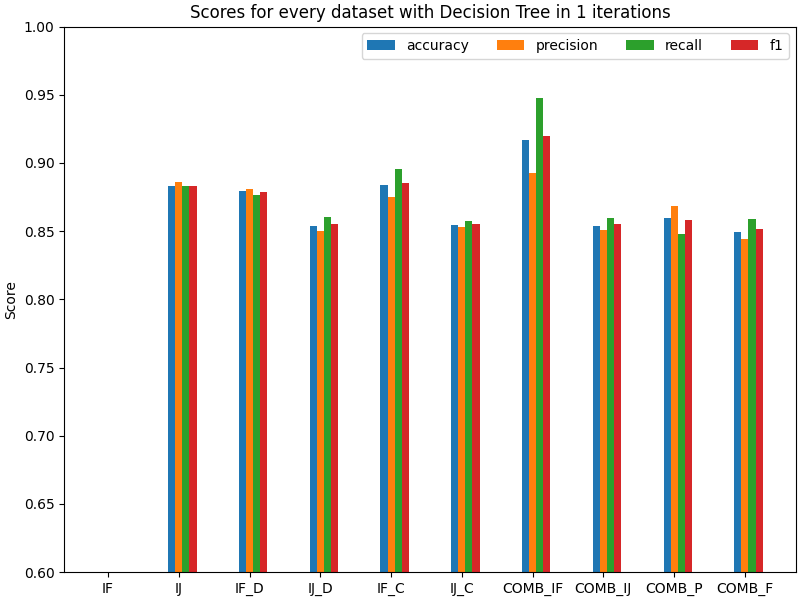 Scores for every dataset with Decision Tree in 1 iterations
accuracy precision recall f1
1.00
0.95
0.90
0.85
0.80
0.75
0.70
0.65
0.60
Score
IF IJ IF_D IJ_D IF_C IJ_C COMB_IF COMB_IJ COMB_P COMB_F